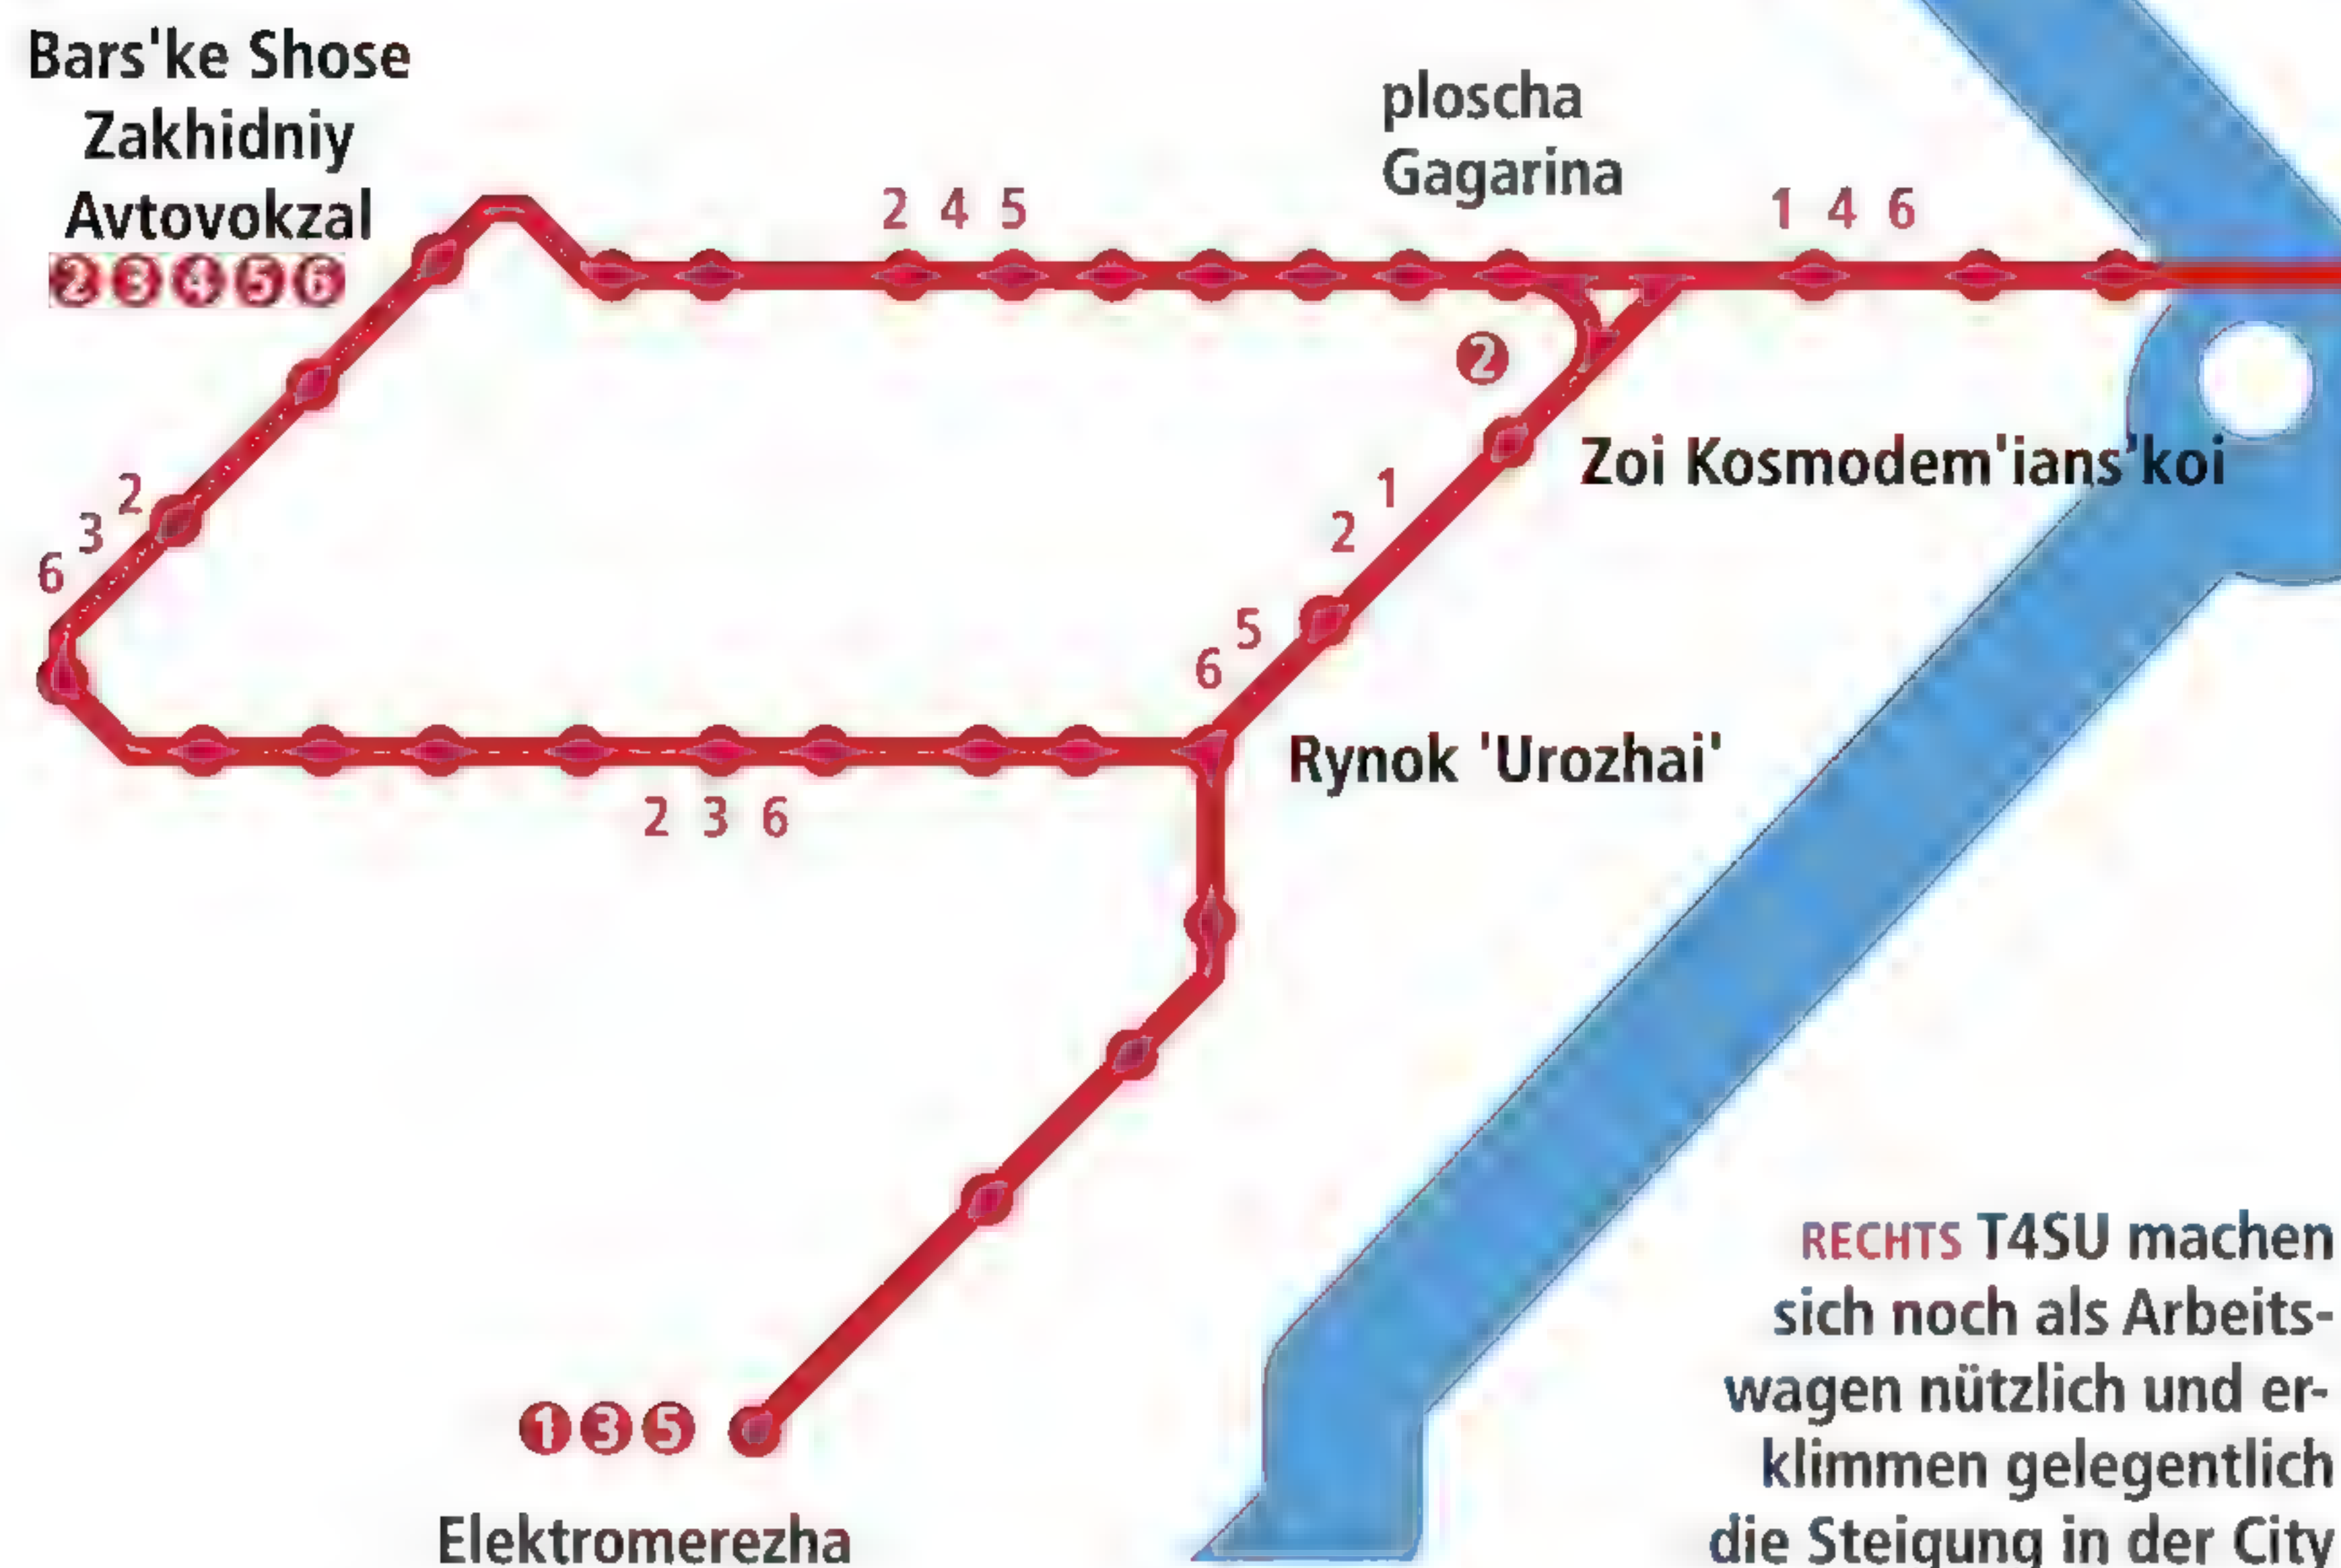 Bars'ke Shose
Zakhidniy
Avtovokzal
2 3 4 5 6
2 4 5
ploscha
Gagarina
1 4 6
2
Zoi Kosmodem'ians'koi
1
2
5
6
2
3
6
Rynok 'Urozhai'
2 3 6
1 3 5
Elektromerezha
RECHTS T4SU machen
sich noch als Arbeits-
wagen nützlich und er-
klimmen gelegentlich
die Steigung in der City